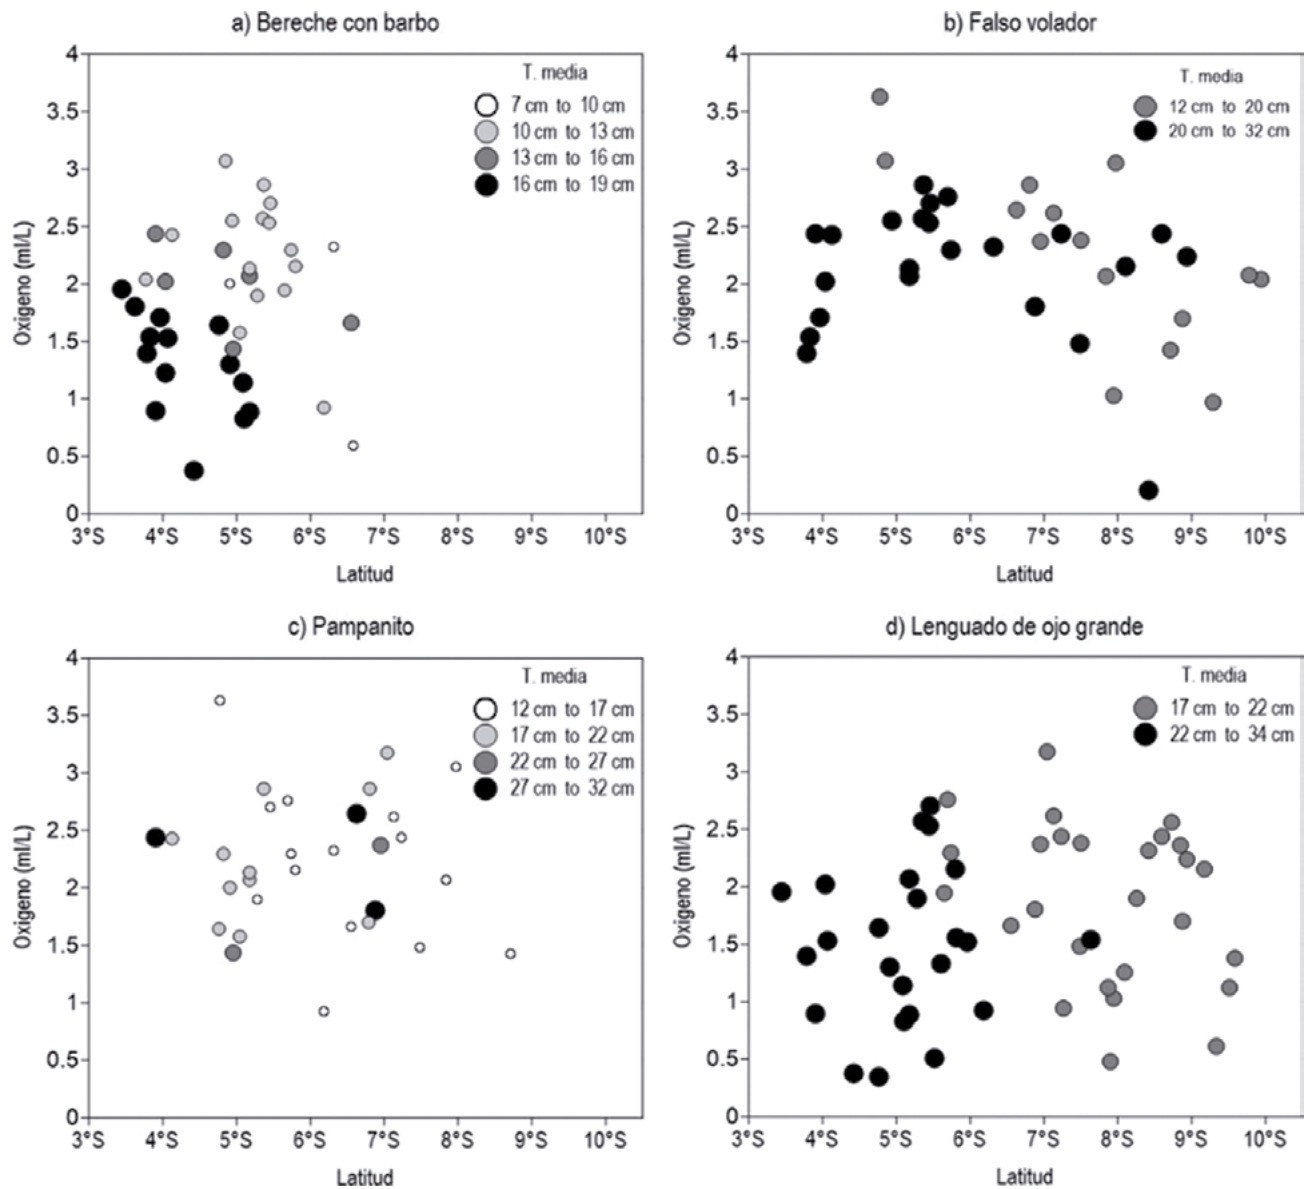 a) Bereche con barbo
4
3.5
3
2.5
2
1.5
1
0.5
0
Oxigeno (ml/L)
T. media
7 cm to 10 cm
10 cm to 13 cm
13 cm to 16 cm
16 cm to 19 cm
3°S 4°S 5°S 6°S 7°S 8°S 9°S 10°S
Latitud
b) Falso volador
4
3.5
3
2.5
2
1.5
1
0.5
0
Oxigeno (ml/L)
T. media
12 cm to 20 cm
20 cm to 32 cm
3°S 4°S 5°S 6°S 7°S 8°S 9°S 10°S
Latitud
c) Pampanito
4
3.5
3
2.5
2
1.5
1
0.5
0
Oxigeno (ml/L)
T. media
12 cm to 17 cm
17 cm to 22 cm
22 cm to 27 cm
27 cm to 32 cm
3°S 4°S 5°S 6°S 7°S 8°S 9°S 10°S
Latitud
d) Lenguado de ojo grande
4
3.5
3
2.5
2
1.5
1
0.5
0
Oxigeno (ml/L)
T. media
17 cm to 22 cm
22 cm to 34 cm
3°S 4°S 5°S 6°S 7°S 8°S 9°S 10°S
Latitud